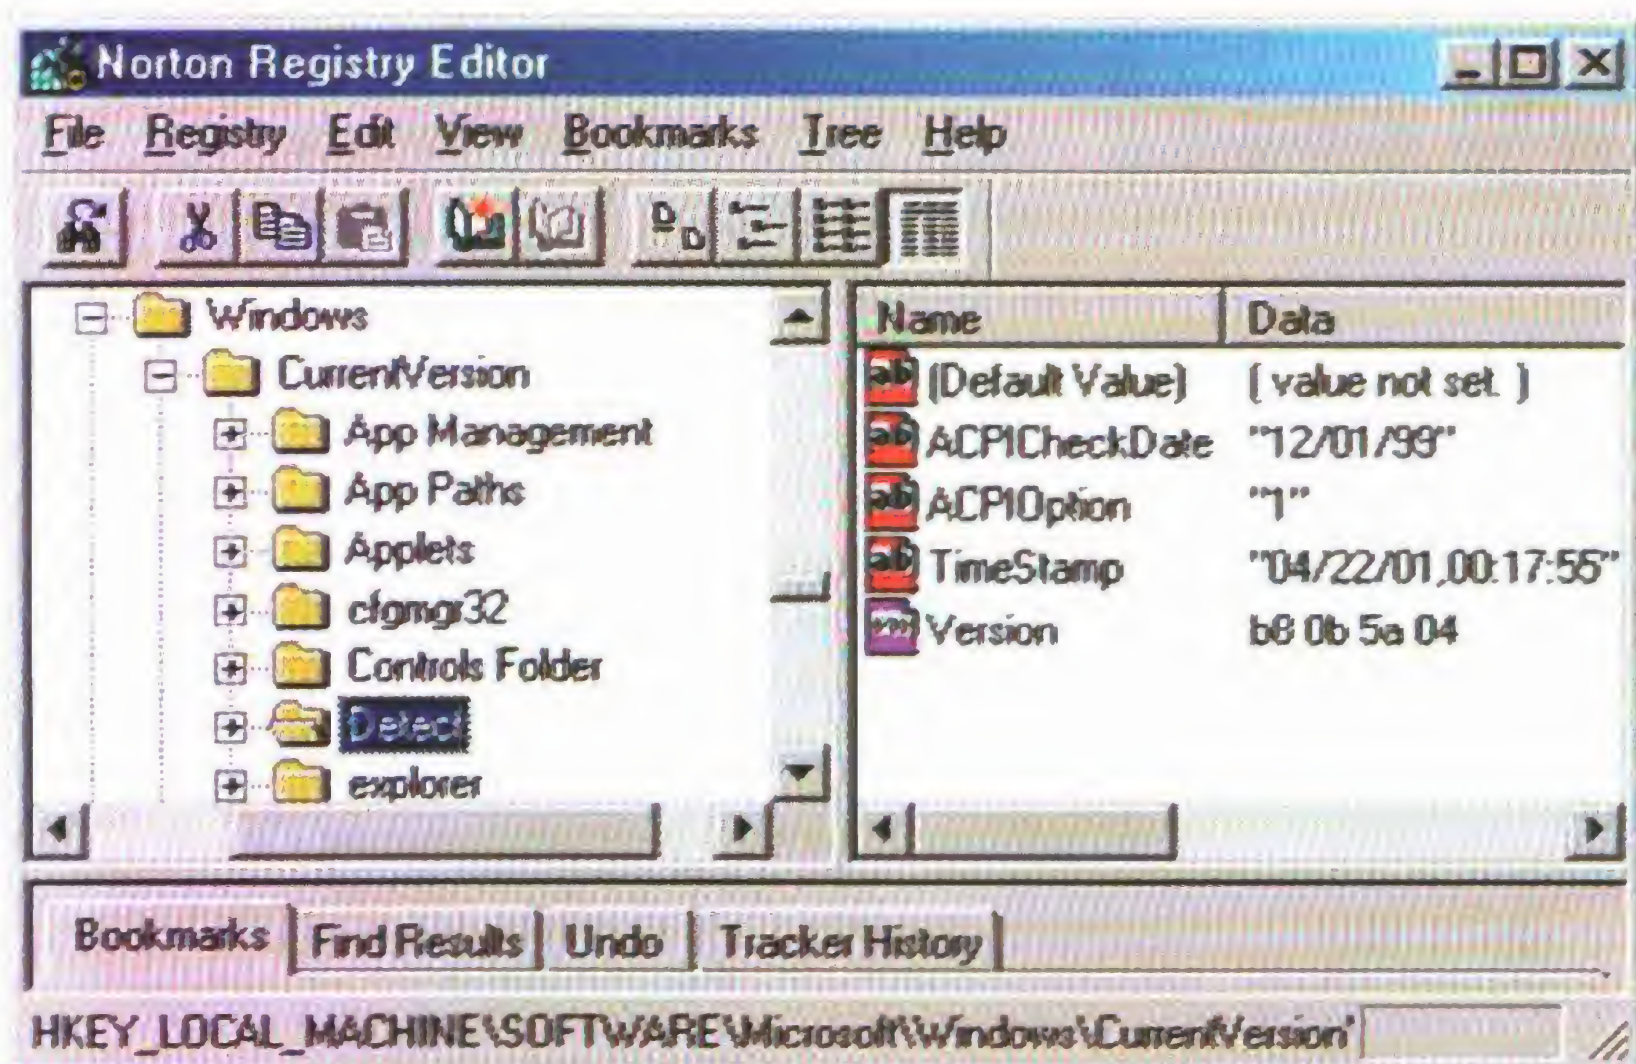 Norton Registry Editor
File Registry Edit View Bookmarks Tree Help
Windows
CurrentVersion
App Management
App Paths
Applets
cfgmgr32
Controls Folder
Detect
explorer
Name Data
(Default Value) ( value not set. )
ACPICheckDate "12/01/99"
ACPIOption "1"
TimeStamp "04/22/01,00:17:55"
Version b8 0b 5a 04
Bookmarks Find Results Undo Tracker History
HKEY_LOCAL_MACHINE\SOFTWARE\Microsoft\Windows\CurrentVersion\